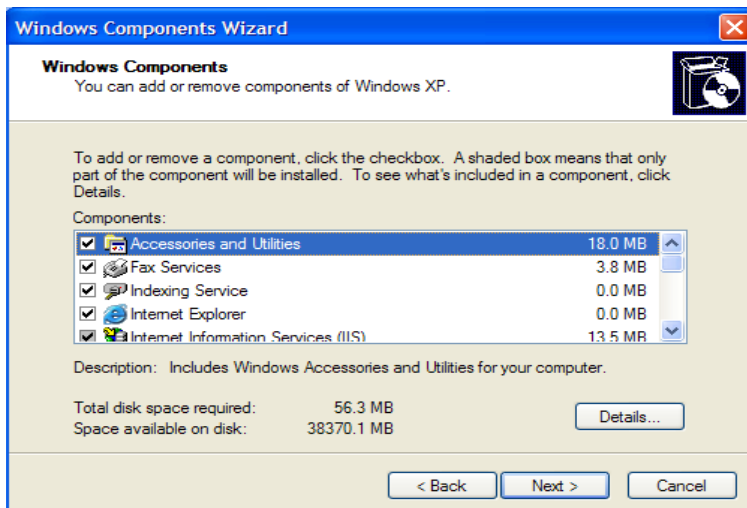 Windows Components Wizard
Windows Components
You can add or remove components of Windows XP.
To add or remove a component, click the checkbox. A shaded box means that only
part of the component will be installed. To see what's included in a component, click
Details.
Components:
Accessories and Utilities 18.0 MB
Fax Services 3.8 MB
Indexing Service 0.0 MB
Internet Explorer 0.0 MB
Internet Information Services (IIS) 13.5 MB
Description: Includes Windows Accessories and Utilities for your computer.
Total disk space required: 56.3 MB
Space available on disk: 38370.1 MB
Details...
< Back Next > Cancel